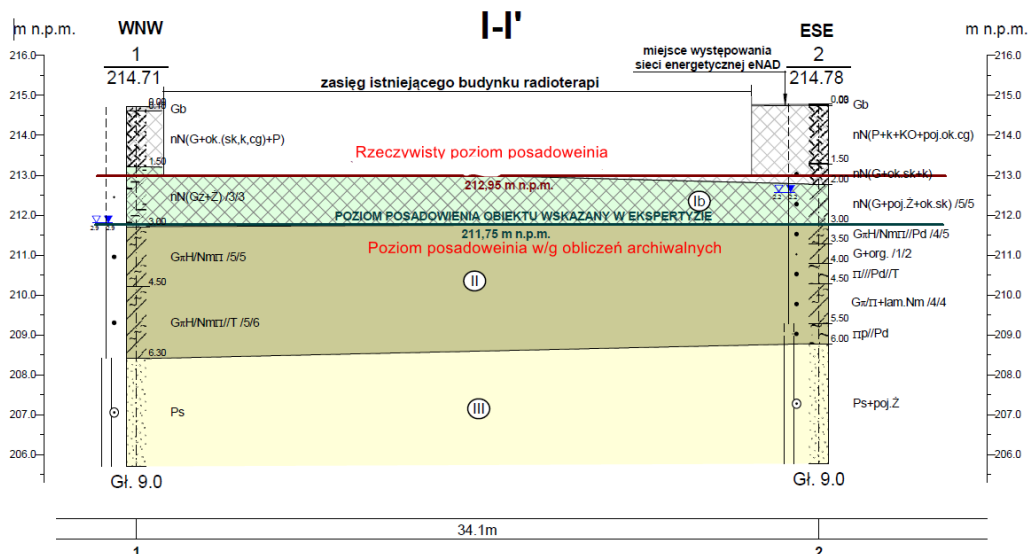 I-I'
m n.p.m.
WNW
1
214.71
ESE
2
214.78
m n.p.m.
miejsce występowania
sieci energetycznej eNAD
zasięg istniejącego budynku radioterapi
216.0
215.0
214.0
213.0
212.0
211.0
210.0
209.0
208.0
207.0
206.0
216.0
215.0
214.0
213.0
212.0
211.0
210.0
209.0
208.0
207.0
206.0
0.00
Gb
nN(G+ok.(sk,k,cg)+P)
1.50
nN(Gz+Ż) /3/3
3.00
GπH/NmΠ /5/5
4.50
GπH/NmΠ//T /5/6
6.30
Ps
Gł. 9.0
Rzeczywisty poziom posadoweinia
212,95 m n.p.m.
Ib
POZIOM POSADOWIENIA OBIEKTU WSKAZANY W EKSPERTYZIE
211,75 m n.p.m.
Poziom posadoweinia w/g obliczeń archiwalnych
II
III
Gb
nN(P+k+KO+poj.ok.cg)
1.50
nN(G+ok.sk+k)
2.00
nN(G+poj.Ż+ok.sk) /5/5
3.00
GπH/NmΠ//Pd /4/5
3.50
G+org. /1/2
4.00
Π///Pd//T
4.50
Gπ/Π+lam.Nm /4/4
5.50
Πp//Pd
6.00
Ps+poj.Ż
Gł. 9.0
34.1m
1
2